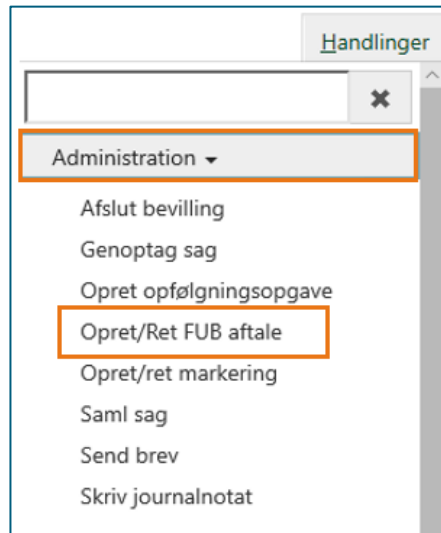 Handlinger
Administration
Afslut bevilling
Genoptag sag
Opret opfølgningsopgave
Opret/Ret FUB aftale
Opret/ret markering
Saml sag
Send brev
Skriv journalnotat